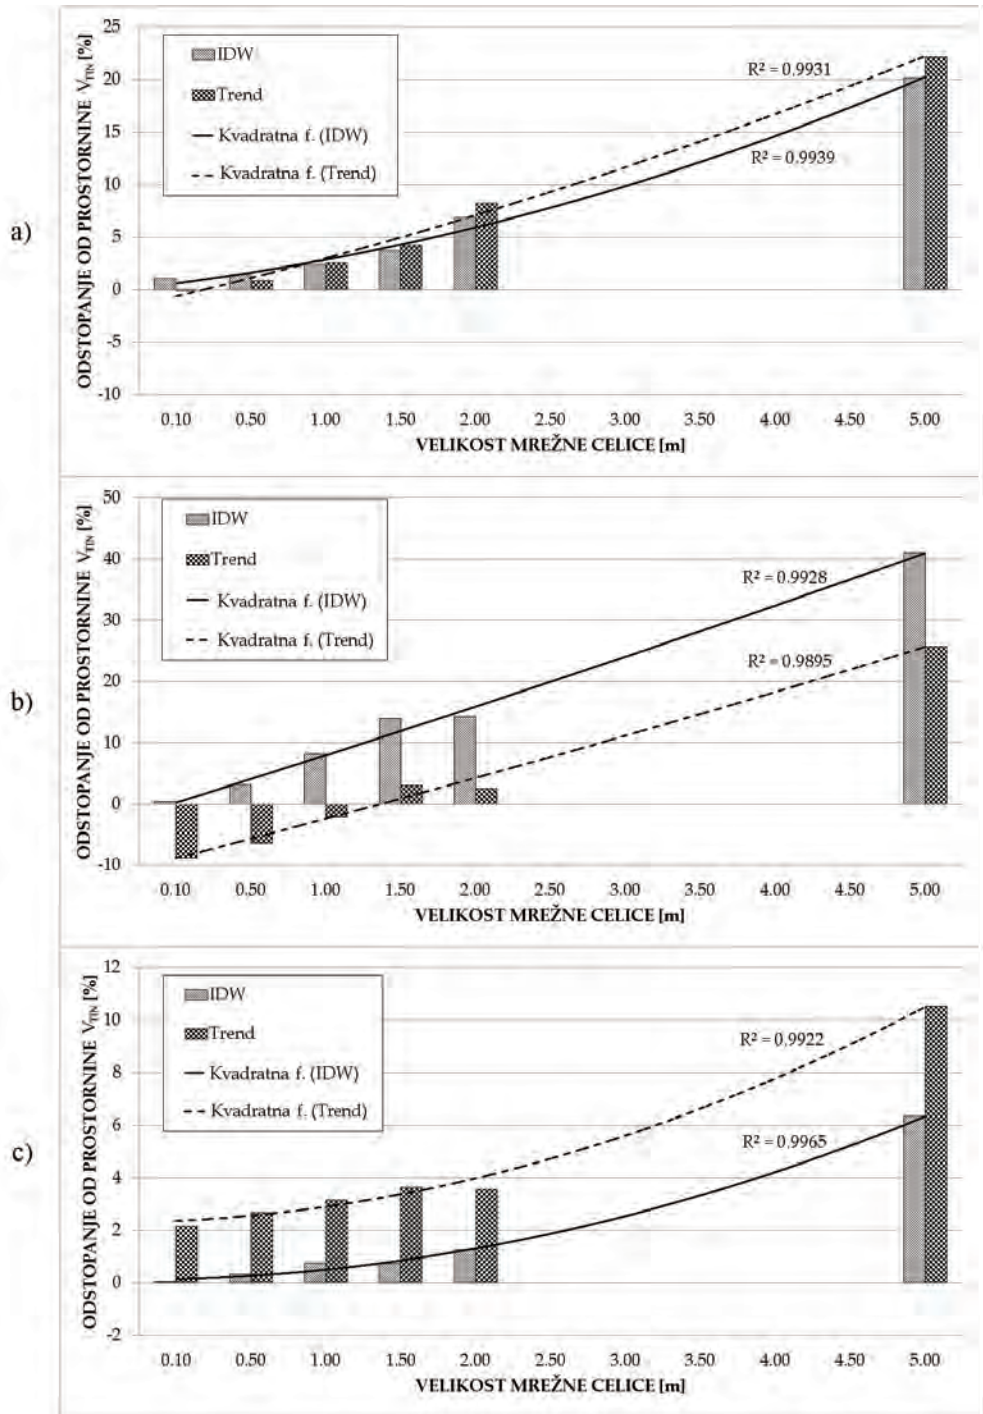 a)
ODSTOPANJE OD PROSTORNINE V_TIN [%]
25
20
15
10
5
0
-5
-10
IDW
Trend
Kvadratna f. (IDW)
Kvadratna f. (Trend)
R² = 0.9931
R² = 0.9939
0.10 0.50 1.00 1.50 2.00 2.50 3.00 3.50 4.00 4.50 5.00
VELIKOST MREŽNE CELICE [m]
b)
ODSTOPANJE OD PROSTORNINE V_TIN [%]
50
40
30
20
10
0
-10
IDW
Trend
Kvadratna f. (IDW)
Kvadratna f. (Trend)
R² = 0.9928
R² = 0.9895
0.10 0.50 1.00 1.50 2.00 2.50 3.00 3.50 4.00 4.50 5.00
VELIKOST MREŽNE CELICE [m]
c)
ODSTOPANJE OD PROSTORNINE V_TIN [%]
12
10
8
6
4
2
0
-2
IDW
Trend
Kvadratna f. (IDW)
Kvadratna f. (Trend)
R² = 0.9922
R² = 0.9965
0.10 0.50 1.00 1.50 2.00 2.50 3.00 3.50 4.00 4.50 5.00
VELIKOST MREŽNE CELICE [m]